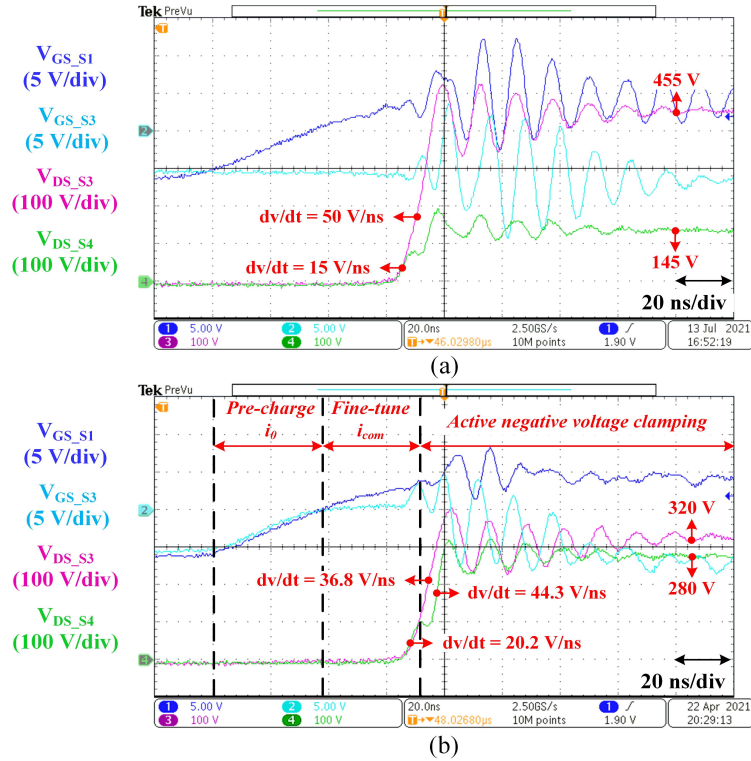 Tek PreVu
T
V_GS_S1
(5 V/div)
V_GS_S3
(5 V/div)
V_DS_S3
(100 V/div)
V_DS_S4
(100 V/div)
2
4
455 V
dv/dt = 50 V/ns
dv/dt = 15 V/ns
145 V
20 ns/div
1 5.00 V 2 5.00 V 20.0ns 2.50GS/s 1 13 Jul 2021
3 100 V 4 100 V T→▼46.02980µs 10M points 1.90 V 16:52:19
(a)
Tek PreVu
T
Pre-charge Fine-tune Active negative voltage clamping
i_0 i_com
V_GS_S1
(5 V/div)
V_GS_S3
(5 V/div)
V_DS_S3
(100 V/div)
V_DS_S4
(100 V/div)
2
4
320 V
dv/dt = 36.8 V/ns
dv/dt = 44.3 V/ns
280 V
dv/dt = 20.2 V/ns
20 ns/div
1 5.00 V 2 5.00 V 20.0ns 2.50GS/s 1 22 Apr 2021
3 100 V 4 100 V T→▼48.02680µs 10M points 1.90 V 20:29:13
(b)